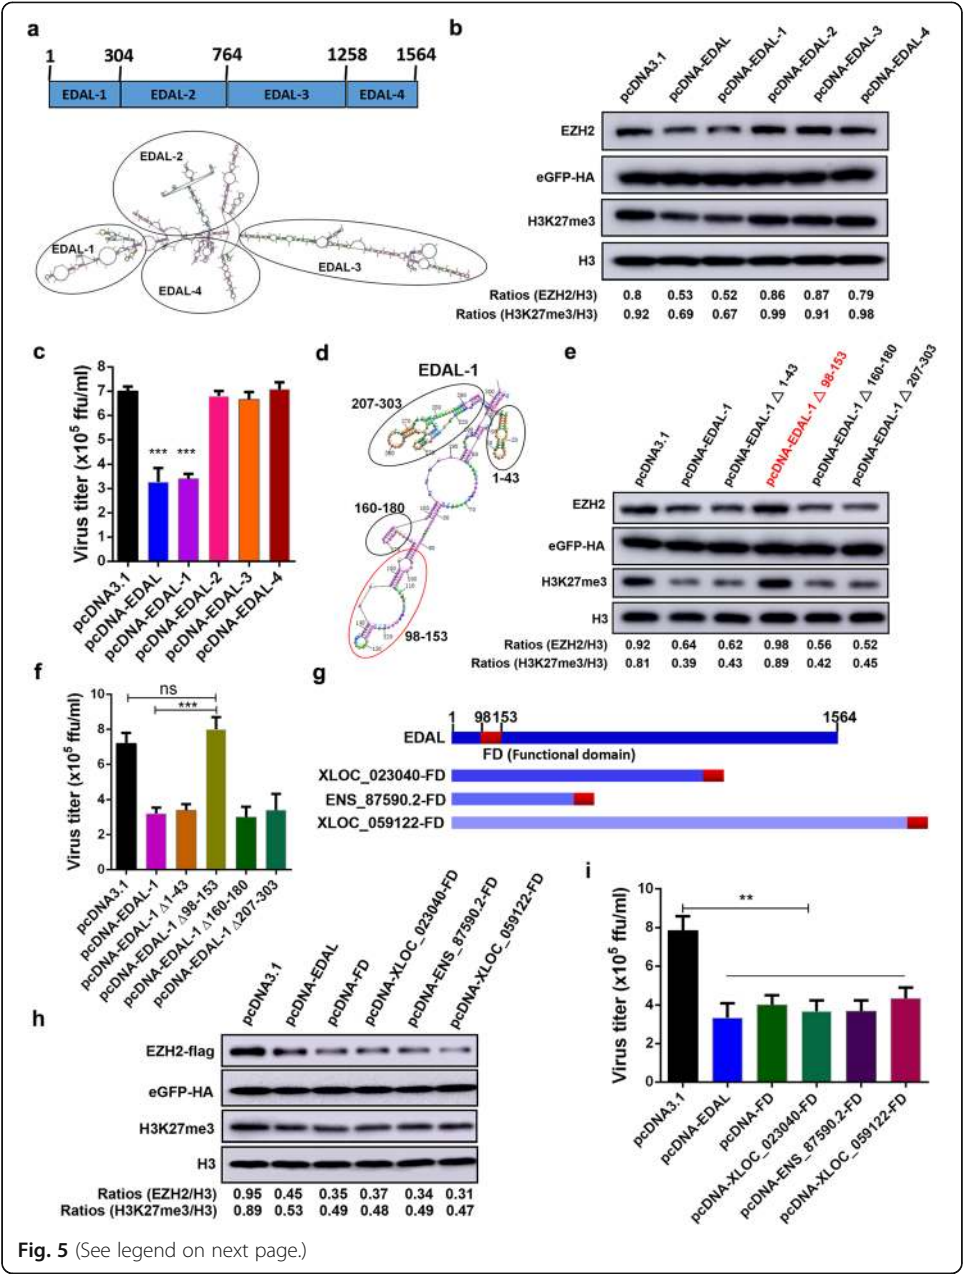 a
1 304 764 1258 1564
EDAL-1 EDAL-2 EDAL-3 EDAL-4
EDAL-2
EDAL-1
EDAL-3
EDAL-4
b
pcDNA3.1 pcDNA-EDAL pcDNA-EDAL-1 pcDNA-EDAL-2 pcDNA-EDAL-3 pcDNA-EDAL-4
EZH2
eGFP-HA
H3K27me3
H3
Ratios (EZH2/H3) 0.8 0.53 0.52 0.86 0.87 0.79
Ratios (H3K27me3/H3) 0.92 0.69 0.67 0.99 0.91 0.98
c
Virus titer (x10⁵ ffu/ml)
8
7
6
5
4
3
2
1
0
*** ***
pcDNA3.1
pcDNA-EDAL
pcDNA-EDAL-1
pcDNA-EDAL-2
pcDNA-EDAL-3
pcDNA-EDAL-4
d
EDAL-1
207-303
1-43
160-180
98-153
e
pcDNA3.1 pcDNA-EDAL-1 pcDNA-EDAL-1 △ 1-43 pcDNA-EDAL-1 △ 98-153 pcDNA-EDAL-1 △ 160-180 pcDNA-EDAL-1 △ 207-303
EZH2
eGFP-HA
H3K27me3
H3
Ratios (EZH2/H3) 0.92 0.64 0.62 0.98 0.56 0.52
Ratios (H3K27me3/H3) 0.81 0.39 0.43 0.89 0.42 0.45
f
Virus titer (x10⁵ ffu/ml)
10
8
6
4
2
0
ns
***
pcDNA3.1
pcDNA-EDAL-1
pcDNA-EDAL-1 △1-43
pcDNA-EDAL-1 △98-153
pcDNA-EDAL-1 △160-180
pcDNA-EDAL-1 △207-303
g
1 98 153 1564
EDAL
FD (Functional domain)
XLOC_023040-FD
ENS_87590.2-FD
XLOC_059122-FD
h
pcDNA3.1 pcDNA-EDAL pcDNA-FD pcDNA-XLOC_023040-FD pcDNA-ENS_87590.2-FD pcDNA-XLOC_059122-FD
EZH2-flag
eGFP-HA
H3K27me3
H3
Ratios (EZH2/H3) 0.95 0.45 0.35 0.37 0.34 0.31
Ratios (H3K27me3/H3) 0.89 0.53 0.49 0.48 0.49 0.47
i
Virus titer (x10⁵ ffu/ml)
10
8
6
4
2
0
**
pcDNA3.1
pcDNA-EDAL
pcDNA-FD
pcDNA-XLOC_023040-FD
pcDNA-ENS_87590.2-FD
pcDNA-XLOC_059122-FD
Fig. 5 (See legend on next page.)